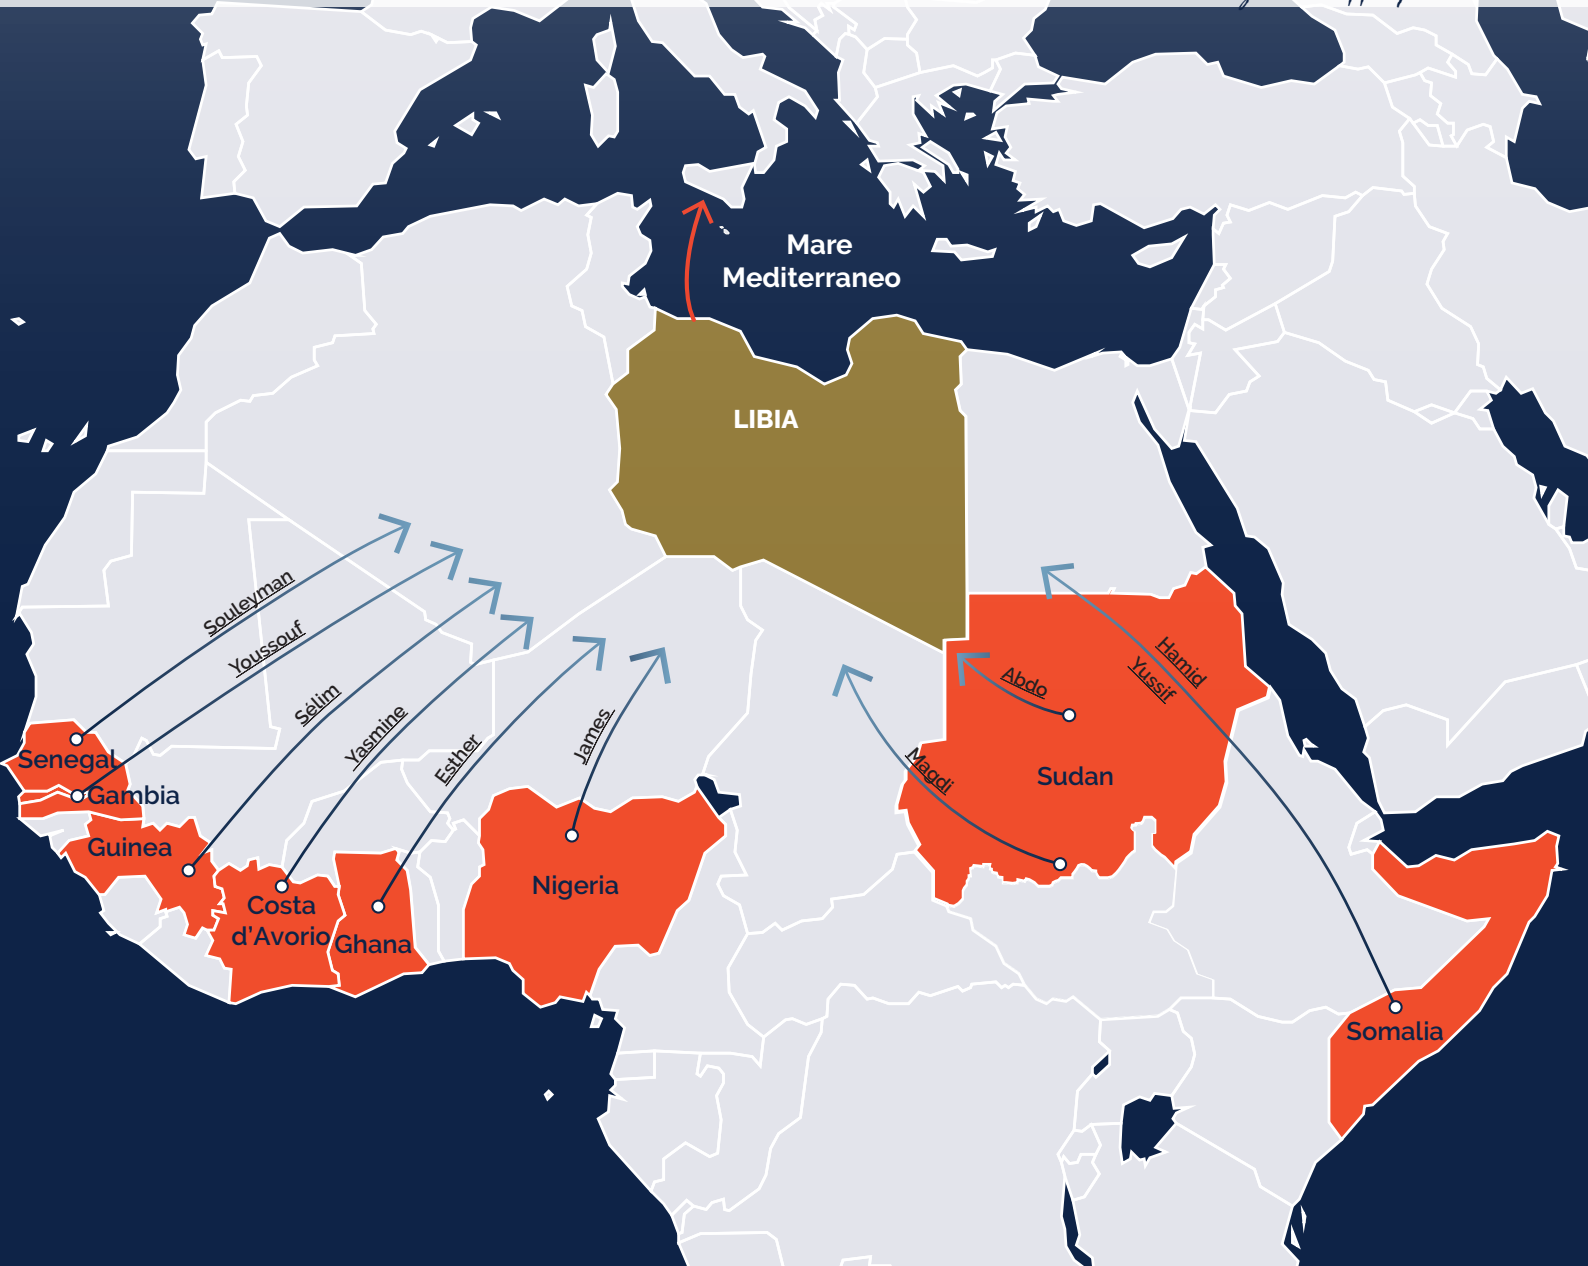 Mare
Mediterraneo
LIBIA
Souleyman
Youssouf
Sélim
Yasmine
Esther
James
Magdi
Abdo
Hamid
Yussif
Senegal
Gambia
Guinea
Costa
d'Avorio
Ghana
Nigeria
Sudan
Somalia